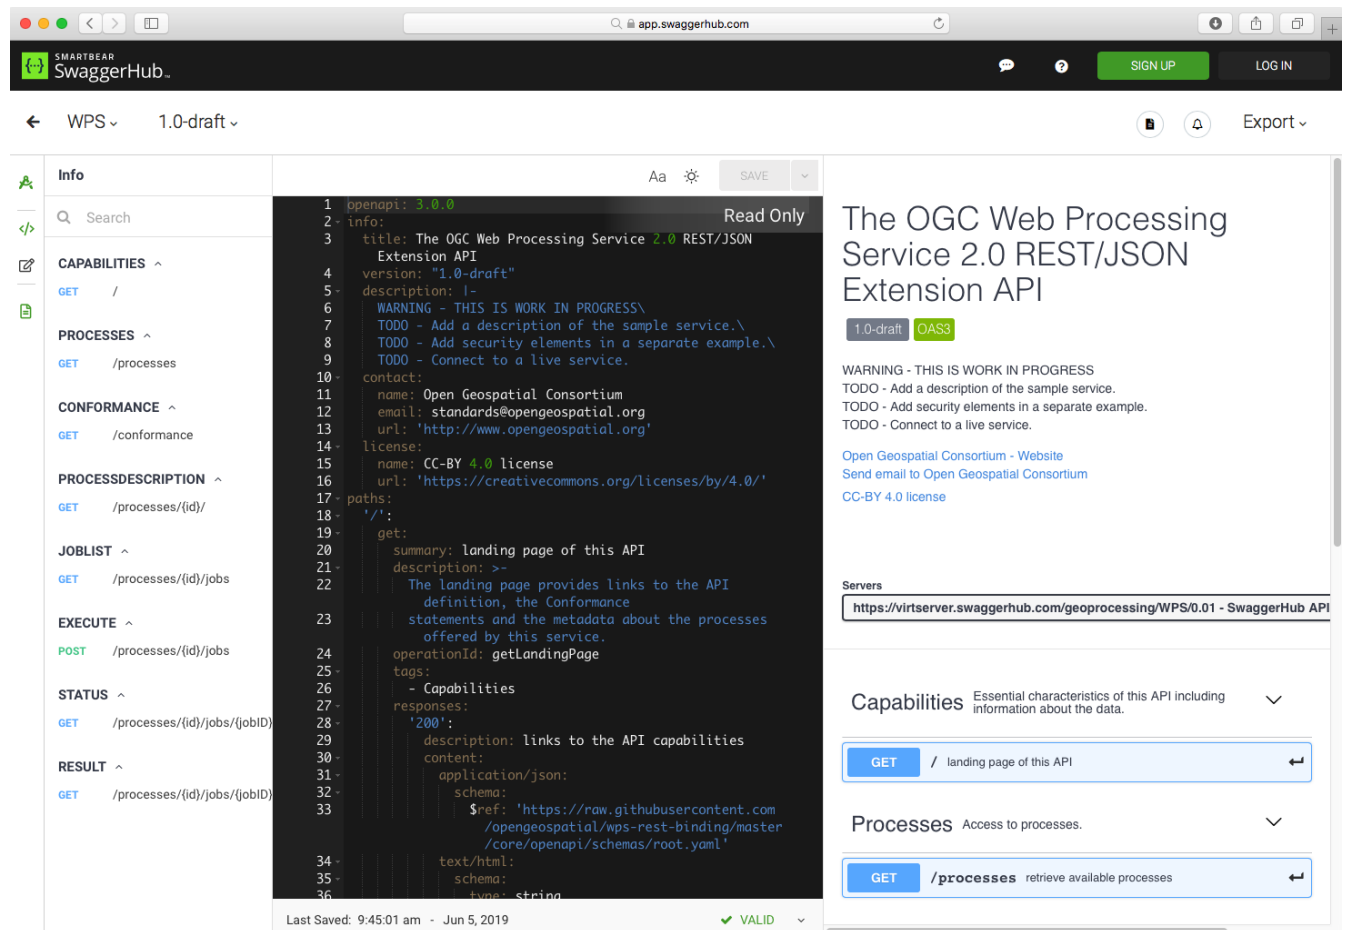 app.swaggerhub.com
SMARTBEAR
SwaggerHub™
SIGN UP
LOG IN
WPS
1.0-draft
Export
Info
Search
CAPABILITIES
GET /
PROCESSES
GET /processes
CONFORMANCE
GET /conformance
PROCESSDESCRIPTION
GET /processes/{id}/
JOBLIST
GET /processes/{id}/jobs
EXECUTE
POST /processes/{id}/jobs
STATUS
GET /processes/{id}/jobs/{jobID}
RESULT
GET /processes/{id}/jobs/{jobID}
Aa
SAVE
Read Only
1 openapi: 3.0.0
2 - info:
3 title: The OGC Web Processing Service 2.0 REST/JSON
Extension API
4 version: "1.0-draft"
5 - description: |-
6 WARNING - THIS IS WORK IN PROGRESS\
7 TODO - Add a description of the sample service.\
8 TODO - Add security elements in a separate example.\
9 TODO - Connect to a live service.
10 - contact:
11 name: Open Geospatial Consortium
12 email: standards@opengeospatial.org
13 url: 'http://www.opengeospatial.org'
14 - license:
15 name: CC-BY 4.0 license
16 url: 'https://creativecommons.org/licenses/by/4.0/'
17 - paths:
18 - '/':
19 - get:
20 summary: landing page of this API
21 - description: >-
22 The landing page provides links to the API
definition, the Conformance
23 statements and the metadata about the processes
offered by this service.
24 operationId: getLandingPage
25 - tags:
26 - Capabilities
27 - responses:
28 - '200':
29 description: links to the API capabilities
30 - content:
31 - application/json:
32 - schema:
33 $ref: 'https://raw.githubusercontent.com
/opengeospatial/wps-rest-binding/master
/core/openapi/schemas/root.yaml'
34 - text/html:
35 - schema:
36 type: string
Last Saved: 9:45:01 am - Jun 5, 2019
VALID
The OGC Web Processing
Service 2.0 REST/JSON
Extension API
1.0-draft OAS3
WARNING - THIS IS WORK IN PROGRESS
TODO - Add a description of the sample service.
TODO - Add security elements in a separate example.
TODO - Connect to a live service.
Open Geospatial Consortium - Website
Send email to Open Geospatial Consortium
CC-BY 4.0 license
Servers
https://virtserver.swaggerhub.com/geoprocessing/WPS/0.01 - SwaggerHub API
Capabilities Essential characteristics of this API including
information about the data.
GET / landing page of this API
Processes Access to processes.
GET /processes retrieve available processes